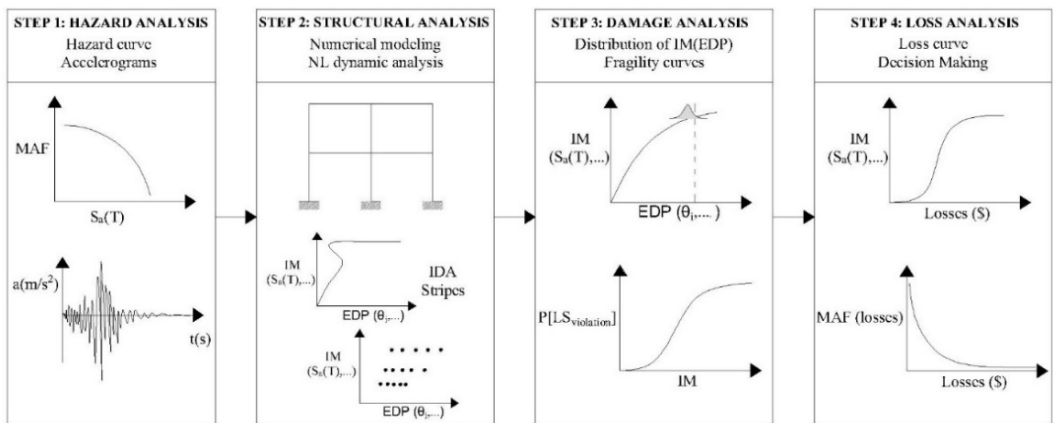 STEP 1: HAZARD ANALYSIS
Hazard curve
Accelerograms
MAF
Sₐ(T)
a(m/s²)
t(s)
STEP 2: STRUCTURAL ANALYSIS
Numerical modeling
NL dynamic analysis
IM
(Sₐ(T),...)
IDA
Stripes
EDP (θᵢ,...)
IM
(Sₐ(T),...)
EDP (θᵢ,...)
STEP 3: DAMAGE ANALYSIS
Distribution of IM(EDP)
Fragility curves
IM
(Sₐ(T),...)
EDP (θᵢ,... )
P[LSviolation]
IM
STEP 4: LOSS ANALYSIS
Loss curve
Decision Making
IM
(Sₐ(T),...)
Losses ($)
MAF (losses)
Losses ($)